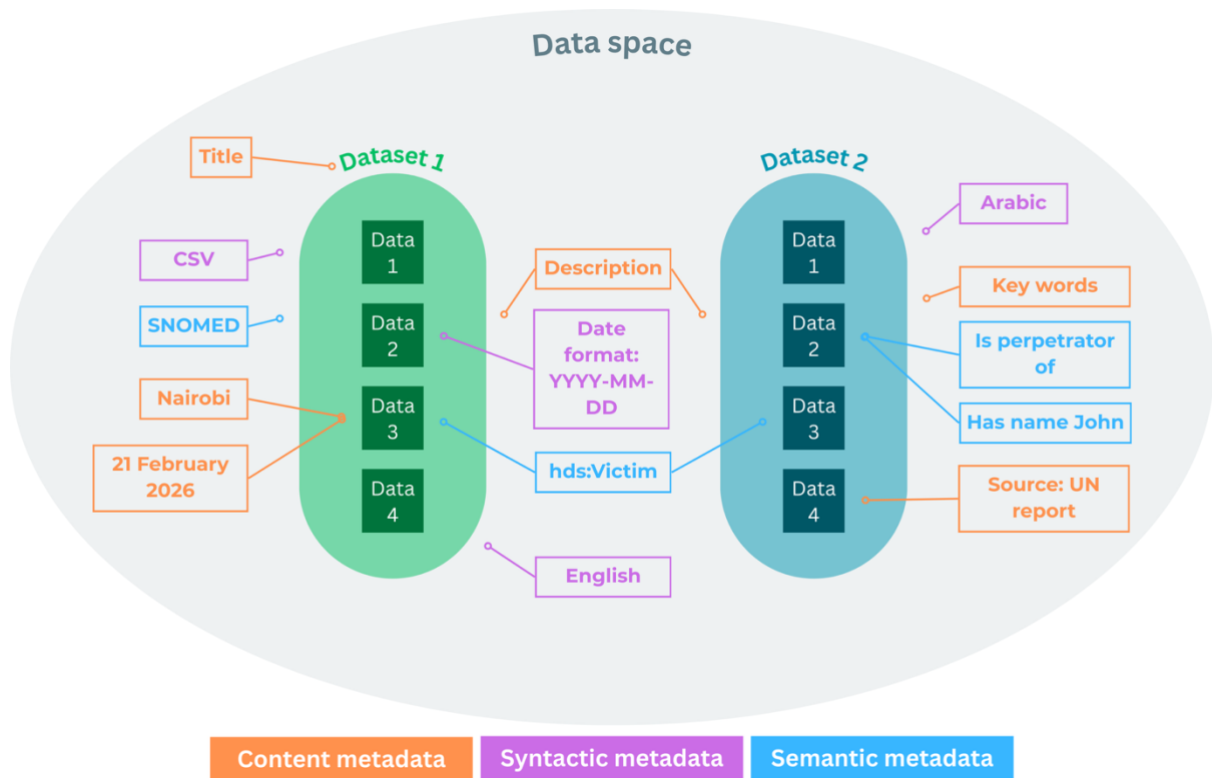 Data space
Title
Dataset 1
Dataset 2
Data
1
Data
1
Arabic
CSV
Description
Key words
SNOMED
Data
2
Date
format:
YYYY-MM-
DD
Data
2
Is perpetrator
of
Nairobi
Data
3
Data
3
Has name John
21 February
2026
hds:Victim
Data
4
Data
4
Source: UN
report
English
Content metadata
Syntactic metadata
Semantic metadata